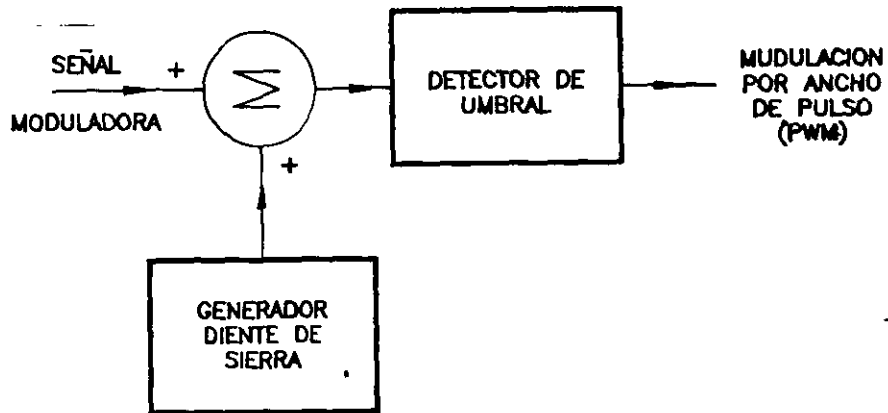 SEÑAL
MODULADORA
+
Σ
+
DETECTOR DE
UMBRAL
MUDULACION
POR ANCHO
DE PULSO
(PWM)
GENERADOR
DIENTE DE
SIERRA